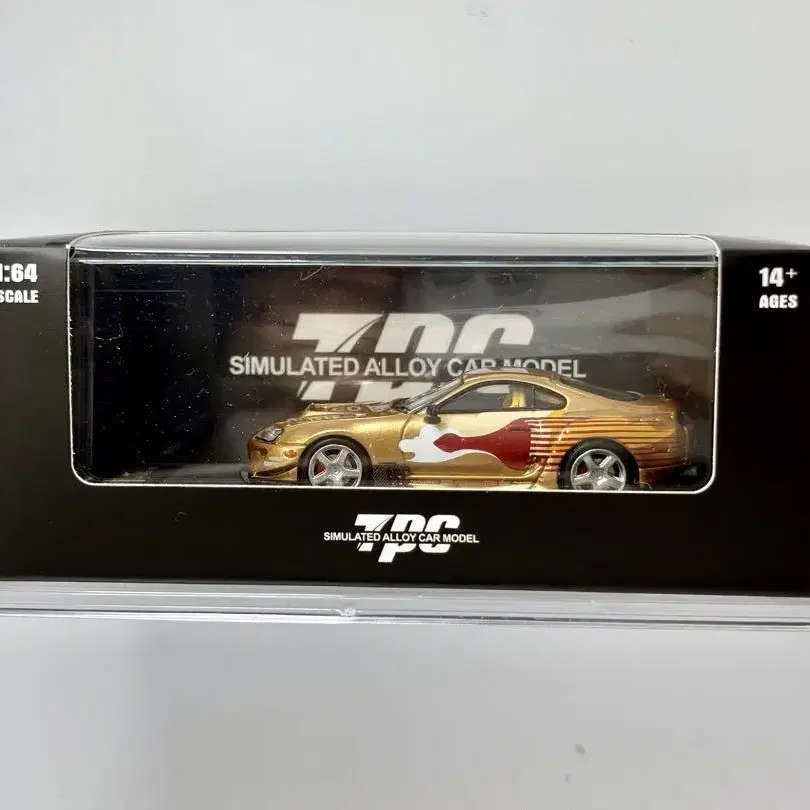 1:64
SCALE
14+
AGES
TPC
SIMULATED ALLOY CAR MODEL
TPC
SIMULATED ALLOY CAR MODEL